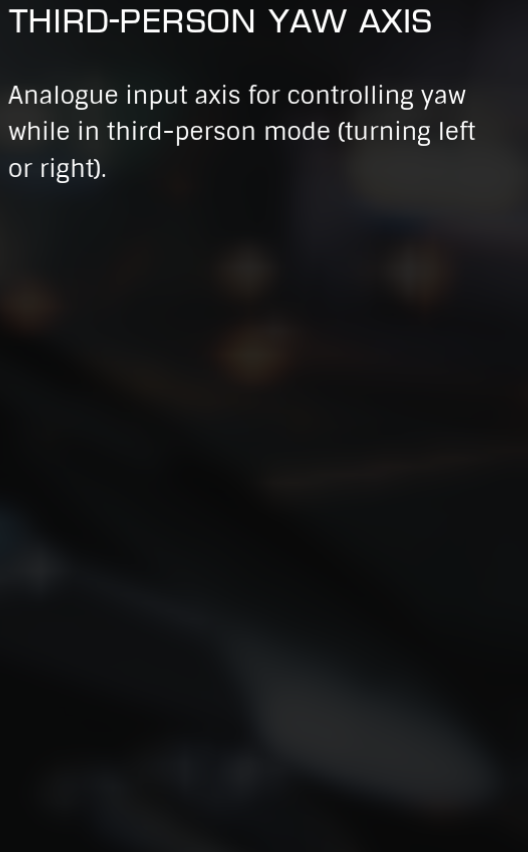 THIRD-PERSON YAW AXIS
Analogue input axis for controlling yaw
while in third-person mode (turning left
or right).